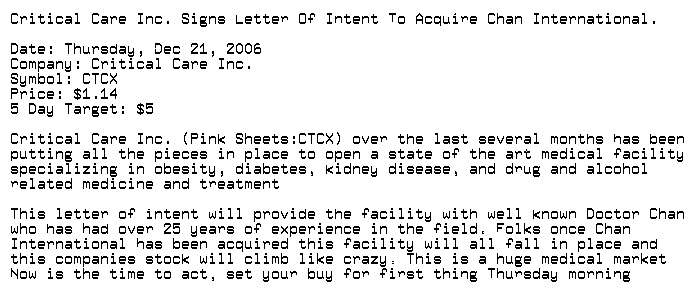 Critical Care Inc. Signs Letter Of Intent To Acquire Chan International.
Date: Thursday, Dec 21, 2006
Company: Critical Care Inc.
Symbol: CTCX
Price: $1.14
5 Day Target: $5
Critical Care Inc. (Pink Sheets:CTCX) over the last several months has been
putting all the pieces in place to open a state of the art medical facility
specializing in obesity, diabetes, kidney disease, and drug and alcohol
related medicine and treatment
This letter of intent will provide the facility with well known Doctor Chan
who has had over 25 years of experience in the field. Folks once Chan
International has been acquired this facility will all fall in place and
this companies stock will climb like crazy. This is a huge medical market
Now is the time to act, set your buy for first thing Thursday morning